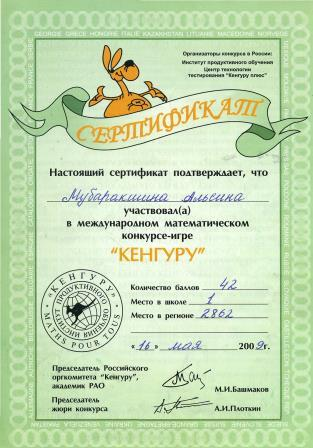 GEORGIE GRECE HONGRIE ITALIE KAZAKHSTAN LITUANIE MACEDOINE NORVEGE
Организаторы конкурса в России:
Институт продуктивного обучения
Центр технологии
тестирования "Кенгуру плюс"
СЕРТИФИКАТ
Настоящий сертификат подтверждает, что
Мубаракшина Альсина
участвовал(а)
в международном математическом
конкурсе-игре
"КЕНГУРУ"
Количество баллов 42
Место в школе 1
Место в регионе 2862
«16» мая 2009г.
«КЕНГУРУ»
ИНСТИТУТ ПРОДУКТИВНОГО ОБУЧЕНИЯ
MATHS POUR TOUS
Председатель Российского
оргкомитета "Кенгуру",
академик РАО
М.И.Башмаков
Председатель
жюри конкурса
А.И.Плоткин